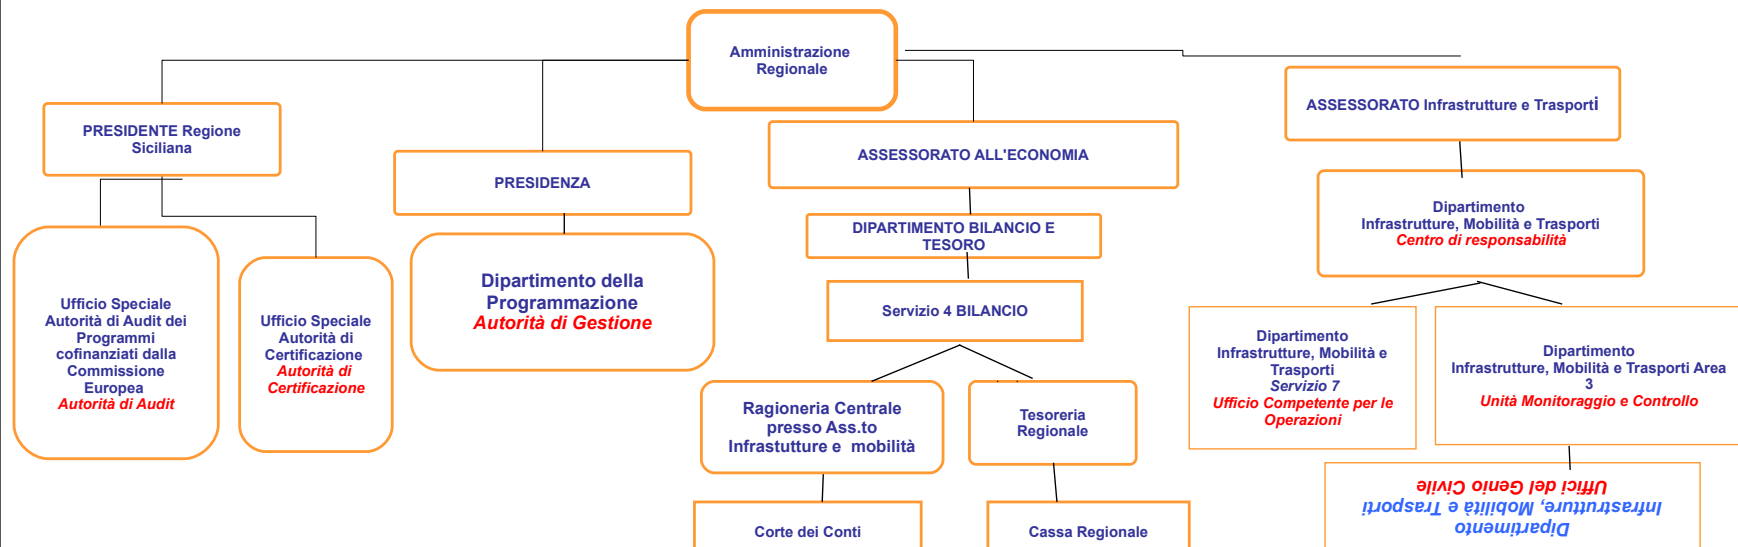 Amministrazione
Regionale
PRESIDENTE Regione
Siciliana
PRESIDENZA
ASSESSORATO ALL'ECONOMIA
ASSESSORATO Infrastrutture e Trasporti
DIPARTIMENTO BILANCIO E
TESORO
Dipartimento
Infrastrutture, Mobilità e Trasporti
Centro di responsabilità
Ufficio Speciale
Autorità di Audit dei
Programmi
cofinanziati dalla
Commissione
Europea
Autorità di Audit
Ufficio Speciale
Autorità di
Certificazione
Autorità di
Certificazione
Dipartimento della
Programmazione
Autorità di Gestione
Servizio 4 BILANCIO
Ragioneria Centrale
presso Ass.to
Infrastutture e mobilità
Tesoreria
Regionale
Dipartimento
Infrastrutture, Mobilità e
Trasporti
Servizio 7
Ufficio Competente per le
Operazioni
Dipartimento
Infrastrutture, Mobilità e Trasporti Area
3
Unità Monitoraggio e Controllo
Corte dei Conti
Cassa Regionale
Dipartimento
Infrastrutture, Mobilità e Trasporti
Uffici del Genio Civile